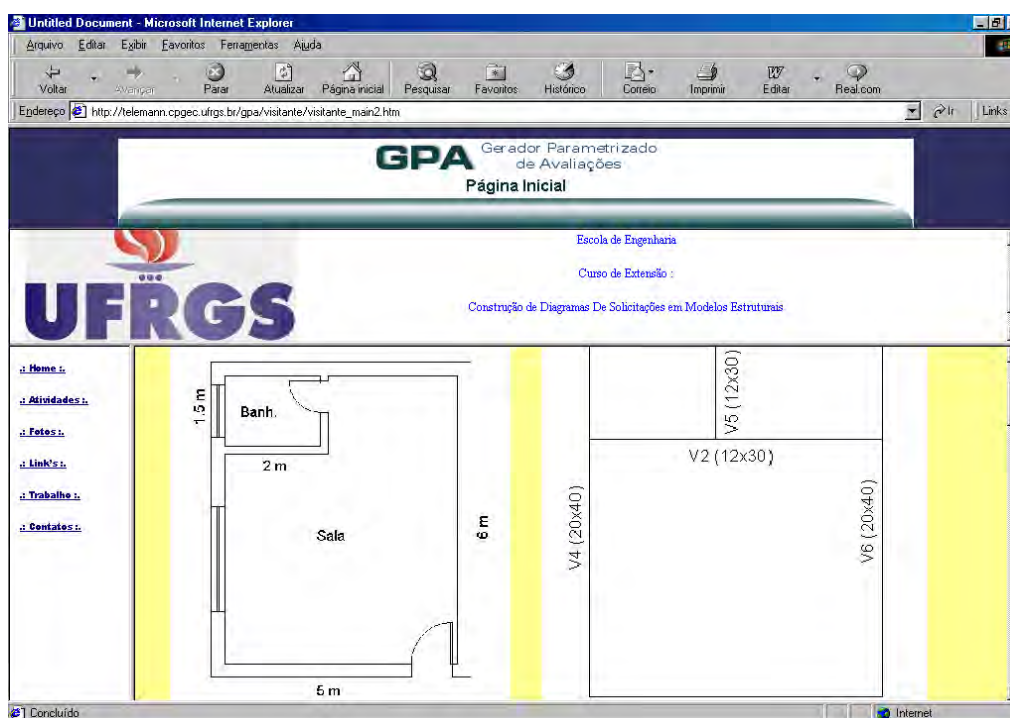 Untitled Document - Microsoft Internet Explorer
Arquivo Editar Exibir Favoritos Ferramentas Ajuda
Voltar Avançar Parar Atualizar Página inicial Pesquisar Favoritos Histórico Correio Imprimir Editar Real.com
Endereço http://telemann.cpgec.ufrgs.br/gpa/visitante/visitante_main2.htm Ir Links
GPA Gerador Parametrizado
de Avaliações
Página Inicial
UFRGS
Escola de Engenharia
Curso de Extensão :
Construção de Diagramas De Solicitações em Modelos Estruturais
.: Home :.
.: Atividades :.
.: Fotos :.
.: Link's :.
.: Trabalho :.
.: Contatos :.
1.5 m
Banh.
2 m
Sala
6 m
5 m
V5 (12x30)
V2 (12x30)
V4 (20x40)
V6 (20x40)
Concluído
Internet